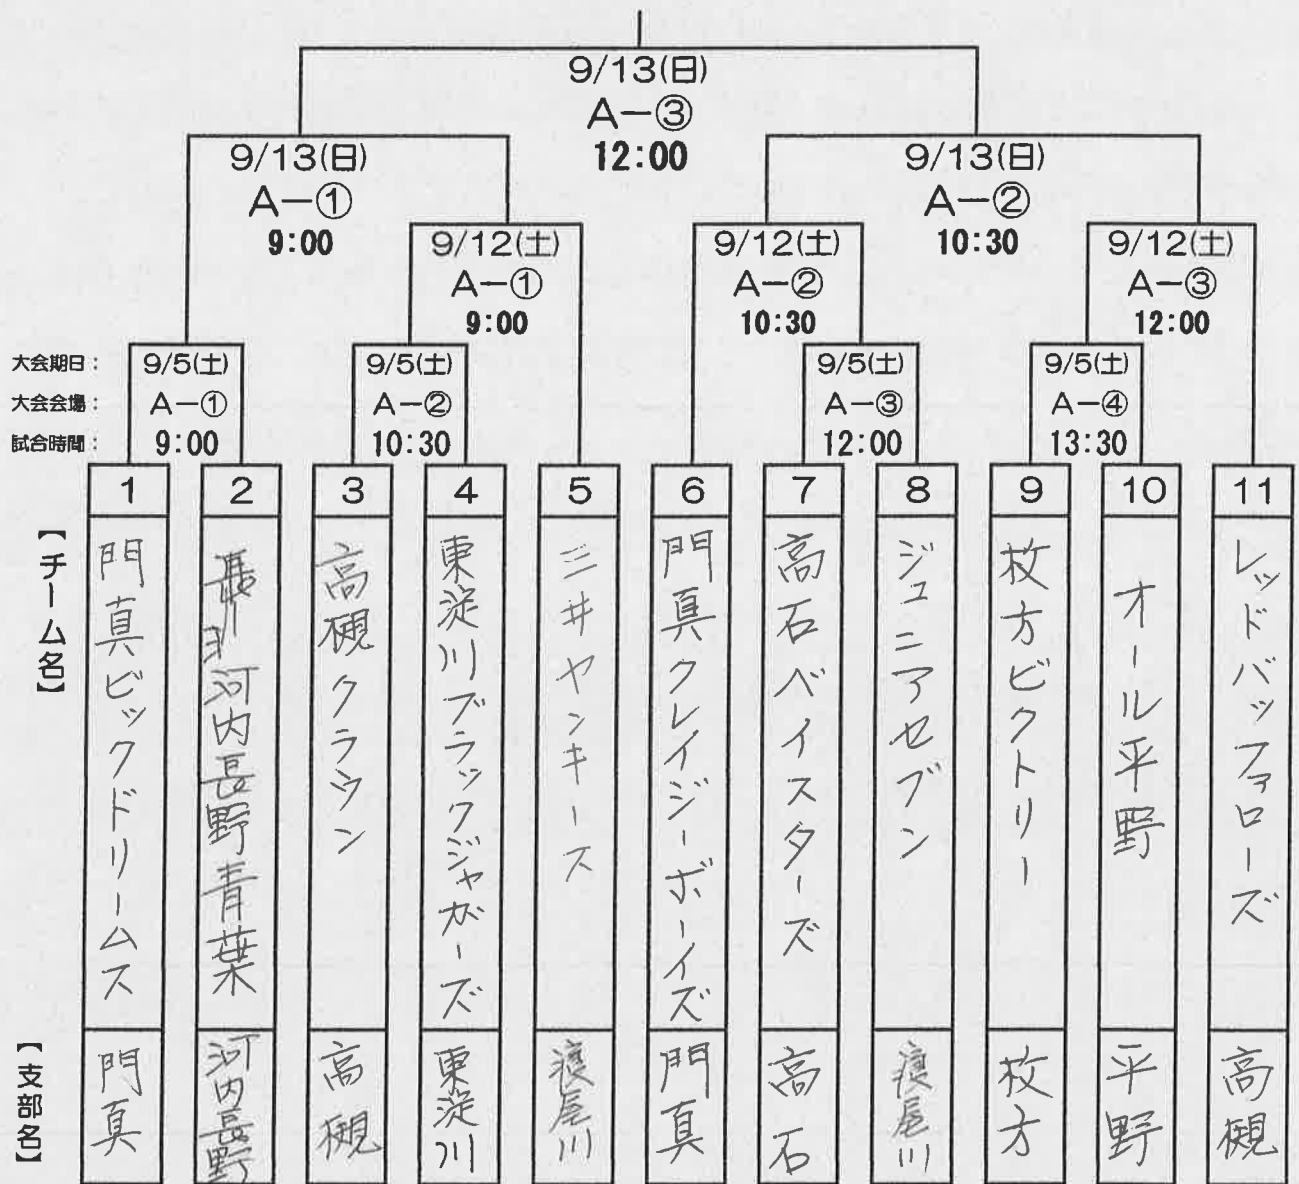 9/13(日)
A-③
12:00
9/13(日)
A-①
9:00
9/13(日)
A-②
10:30
9/12(土)
A-①
9:00
9/12(土)
A-②
10:30
9/12(土)
A-③
12:00
大会期日: 9/5(土) 9/5(土) 9/5(土) 9/5(土)
大会会場: A-① A-② A-③ A-④
試合時間: 9:00 10:30 12:00 13:30
1 2 3 4 5 6 7 8 9 10 11
【チーム名】
門真ビックドリームス
河内長野青葉
高槻クラウン
東淀川ブラックジャガーズ
三井ヤンキース
門真クレイジーボーイズ
高石ベイスターズ
ジュニアセブン
枚方ビクトリー
オール平野
レッドバッファローズ
【支部名】
門真
河内長野
高槻
東淀川
寝屋川
門真
高石
寝屋川
枚方
平野
高槻